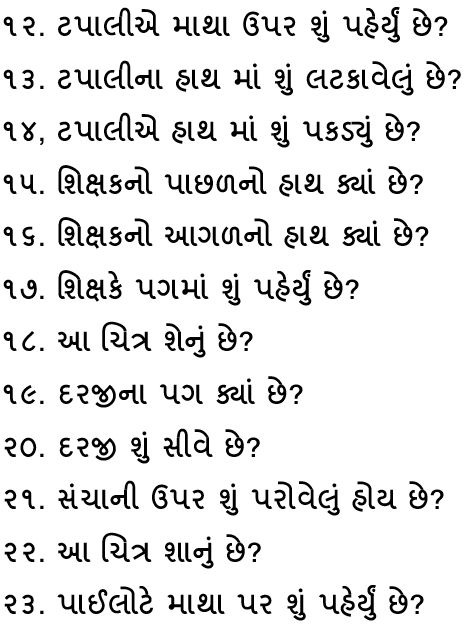 ૧૨. ટપાલીએ માથા ઉપર શું પહેર્યું છે?
૧૩. ટપાલીના હાથ માં શું લટકાવેલું છે?
૧૪, ટપાલીએ હાથ માં શું પકડ્યું છે?
૧૫. શિક્ષકનો પાછળનો હાથ ક્યાં છે?
૧૬. શિક્ષકનો આગળનો હાથ ક્યાં છે?
૧૭. શિક્ષકે પગમાં શું પહેર્યું છે?
૧૮. આ ચિત્ર શેનું છે?
૧૯. દરજીના પગ ક્યાં છે?
૨૦. દરજી શું સીવે છે?
૨૧. સંચાની ઉપર શું પરોવેલું હોય છે?
૨૨. આ ચિત્ર શાનું છે?
૨૩. પાઈલોટે માથા પર શું પહેર્યું છે?